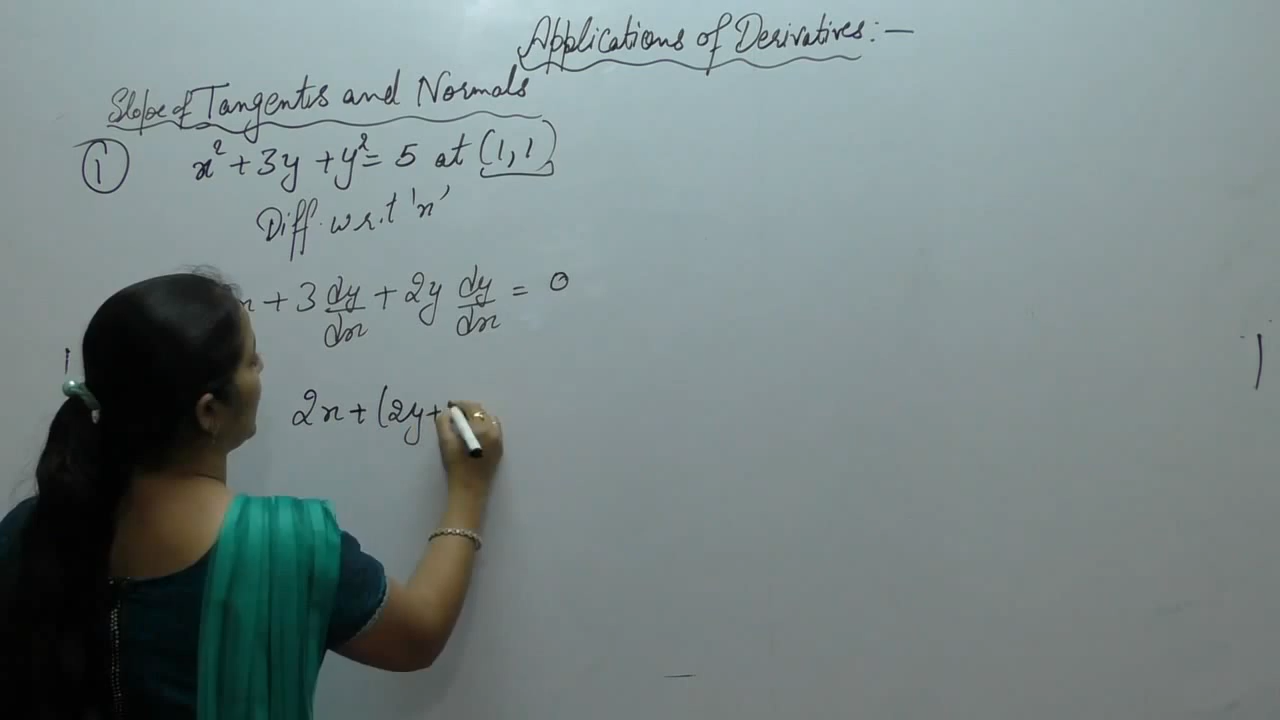 Applications of Derivatives:—
Slope of Tangents and Normals
① x² + 3y + y² = 5 at (1,1)
Diff. w.r.t 'x'
x + 3 dy/dx + 2y dy/dx = 0
2x + (2y +